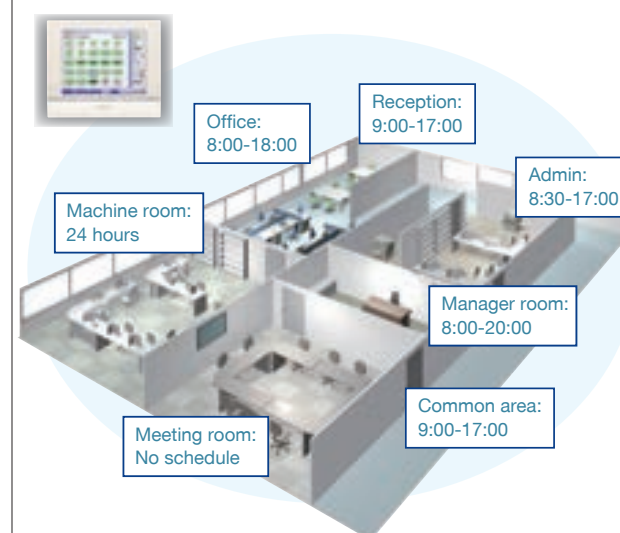 Reception:
9:00-17:00
Office:
8:00-18:00
Admin:
8:30-17:00
Machine room:
24 hours
Manager room:
8:00-20:00
Common area:
9:00-17:00
Meeting room:
No schedule